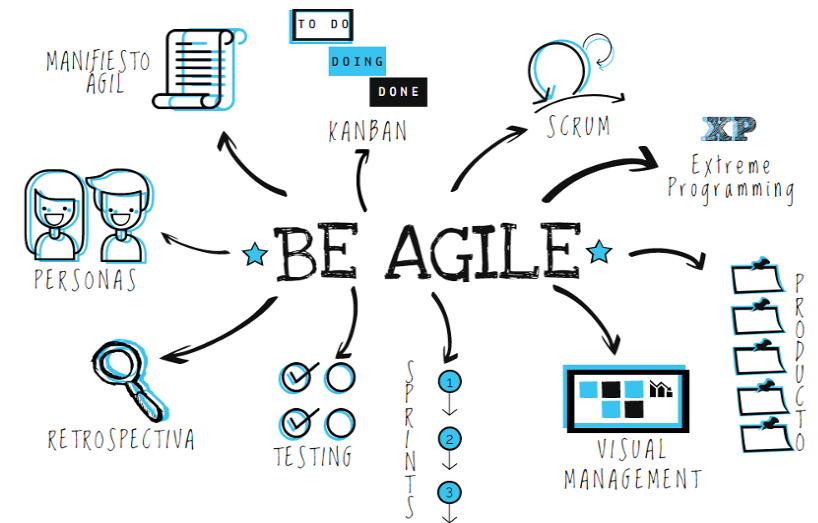 MANIFIESTO
ÁGIL
TO DO
DOING
DONE
KANBAN
SCRUM
XP
Extreme
Programming
PERSONAS
BE AGILE
PRODUCTO
RETROSPECTIVA
TESTING
SPRINTS
1
2
3
VISUAL
MANAGEMENT